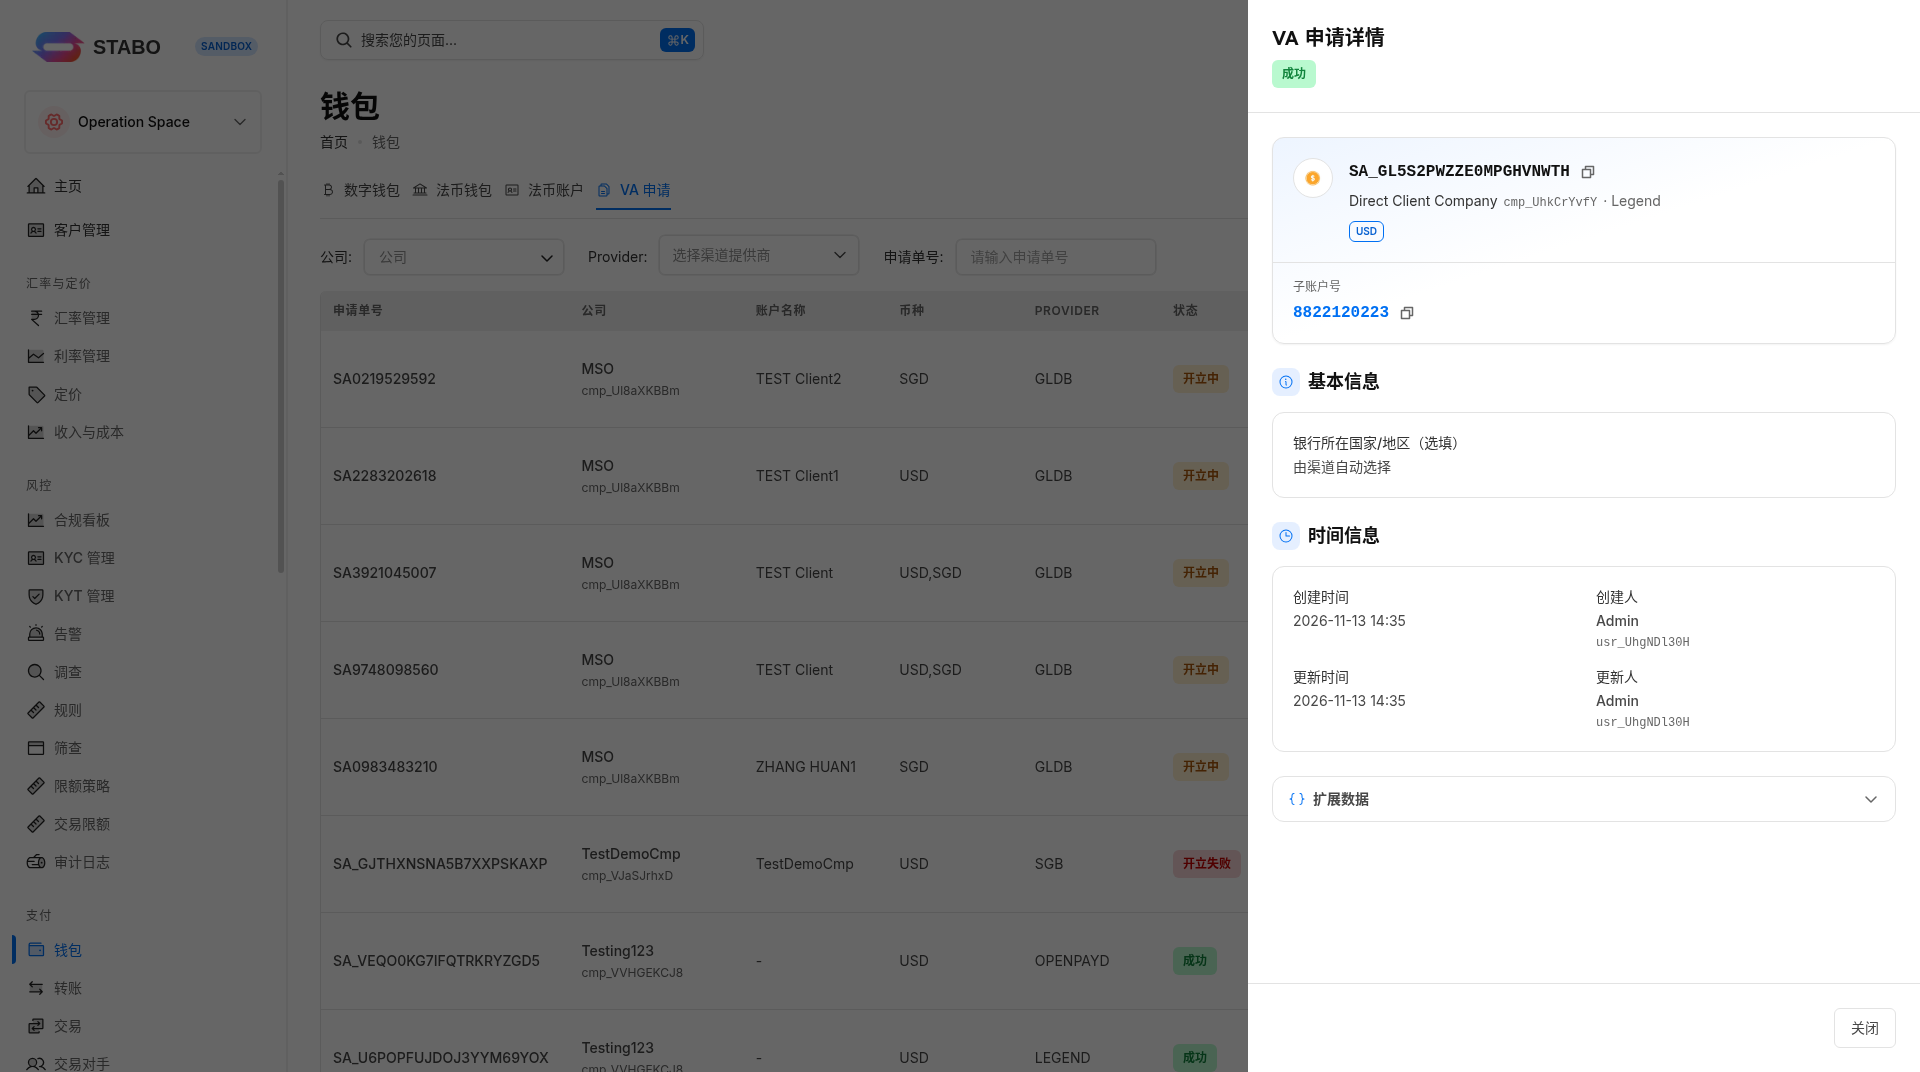 STABO
SANDBOX
Operation Space
主页
客户管理
汇率与定价
汇率管理
利率管理
定价
收入与成本
风控
合规看板
KYC 管理
KYT 管理
告警
调查
规则
筛查
限额策略
交易限额
审计日志
支付
钱包
转账
交易
交易对手
搜索您的页面...
⌘K
钱包
首页 • 钱包
数字钱包 法币钱包 法币账户 VA 申请
公司: 公司 Provider: 选择渠道提供商 申请单号: 请输入申请单号
申请单号 公司 账户名称 币种 PROVIDER 状态
SA0219529592 MSO cmp_UI8aXKBBm TEST Client2 SGD GLDB 开立中
SA2283202618 MSO cmp_UI8aXKBBm TEST Client1 USD GLDB 开立中
SA3921045007 MSO cmp_UI8aXKBBm TEST Client USD,SGD GLDB 开立中
SA9748098560 MSO cmp_UI8aXKBBm TEST Client USD,SGD GLDB 开立中
SA0983483210 MSO cmp_UI8aXKBBm ZHANG HUAN1 SGD GLDB 开立中
SA_GJTHXNSNA5B7XXPSKAXP TestDemoCmp cmp_VJaSJrhxD TestDemoCmp USD SGB 开立失败
SA_VEQO0KG7IFQTRKRYZGD5 Testing123 cmp_VVHGEKCJ8 - USD OPENPAYD 成功
SA_U6POPFUJDOJ3YYM69YOX Testing123 cmp_VVHGEKCJ8 - USD LEGEND 成功
VA 申请详情
成功
SA_GL5S2PWZZE0MPGHVNWTH
Direct Client Company cmp_UhkCrYvfY · Legend
USD
子账户号
8822120223
基本信息
银行所在国家/地区（选填）
由渠道自动选择
时间信息
创建时间
2026-11-13 14:35
创建人
Admin
usr_UhgNDl30H
更新时间
2026-11-13 14:35
更新人
Admin
usr_UhgNDl30H
{ } 扩展数据
关闭